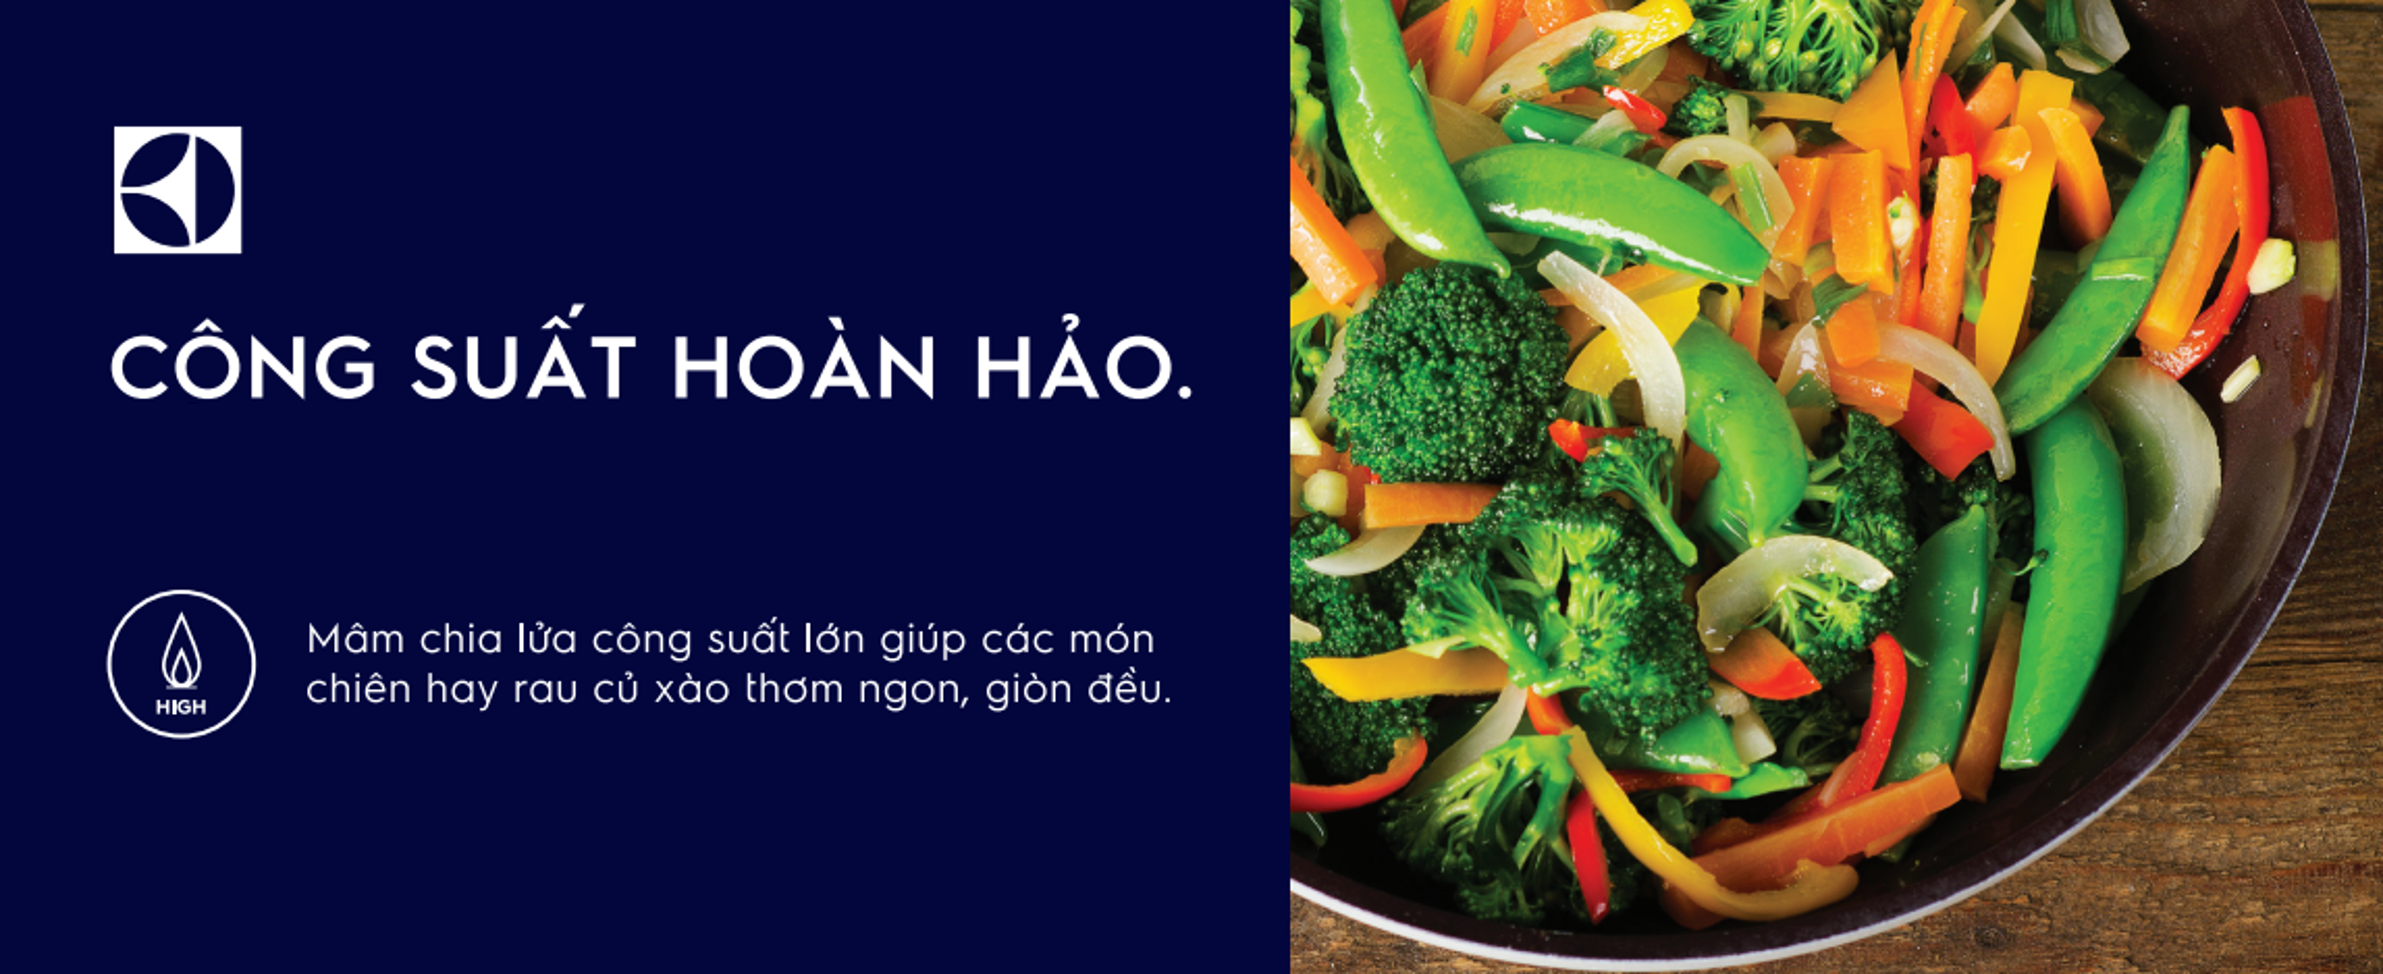 CÔNG SUẤT HOÀN HẢO.
Mâm chia lửa công suất lớn giúp các món
chiên hay rau củ xào thơm ngon, giòn đều.
HIGH